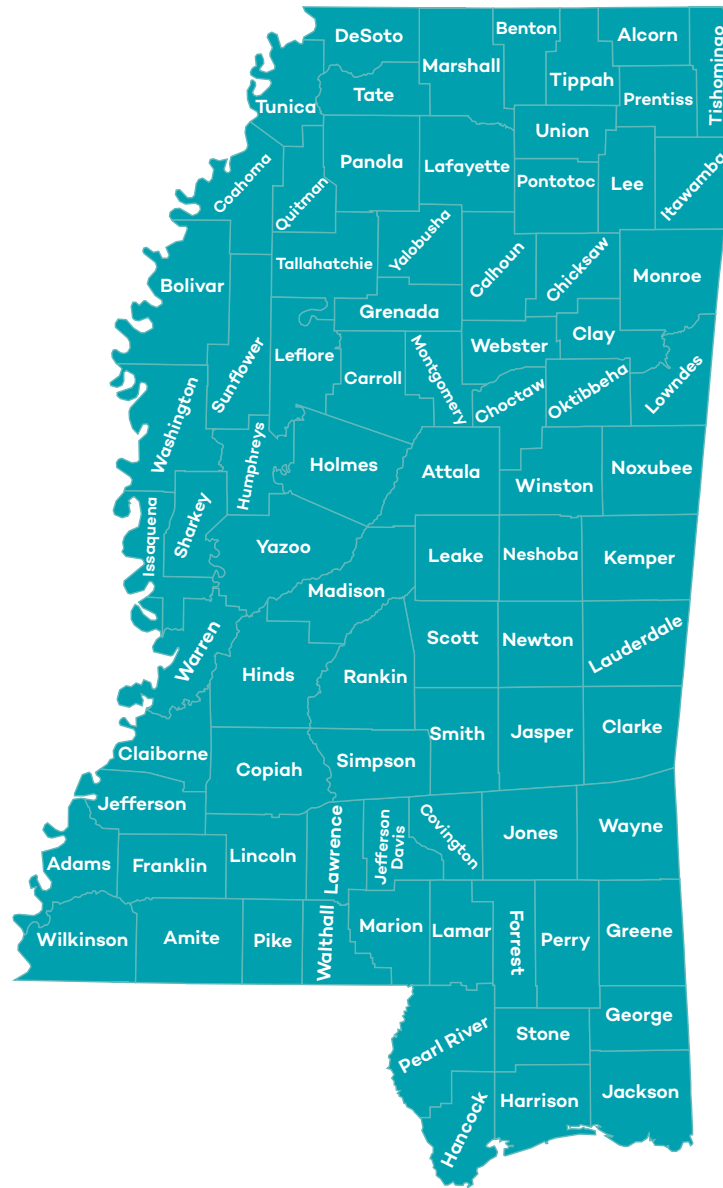 DeSoto
Benton
Alcorn
Tishomingo
Marshall
Tippah
Tate
Prentiss
Tunica
Union
Panola
Lafayette
Coahoma
Quitman
Pontotoc
Lee
Itawamba
Yalobusha
Calhoun
Chicksaw
Tallahatchie
Monroe
Bolivar
Grenada
Clay
Webster
Sunflower
Leflore
Carroll
Montgomery
Choctaw
Oktibbeha
Lowndes
Washington
Humphreys
Holmes
Attala
Noxubee
Winston
Issaquena
Sharkey
Yazoo
Leake
Neshoba
Kemper
Madison
Warren
Scott
Newton
Lauderdale
Hinds
Rankin
Smith
Jasper
Clarke
Claiborne
Simpson
Copiah
Jefferson
Lawrence
Jefferson
Davis
Covington
Jones
Wayne
Adams
Franklin
Lincoln
Wilkinson
Amite
Pike
Walthall
Marion
Lamar
Forrest
Perry
Greene
George
Pearl River
Stone
Hancock
Harrison
Jackson